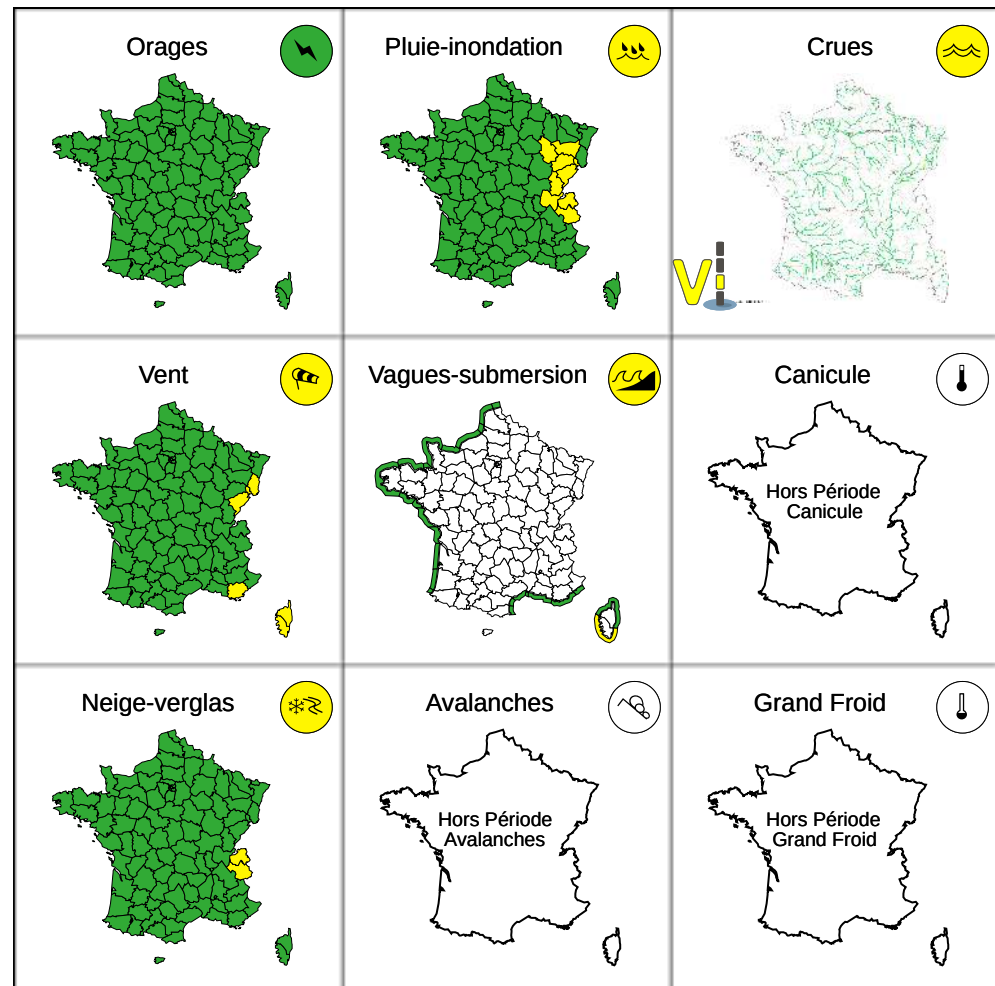 Orages
Pluie-inondation
Crues
Vi
Vent
Vagues-submersion
Canicule
Hors Période
Canicule
Neige-verglas
Avalanches
Grand Froid
Hors Période
Avalanches
Hors Période
Grand Froid